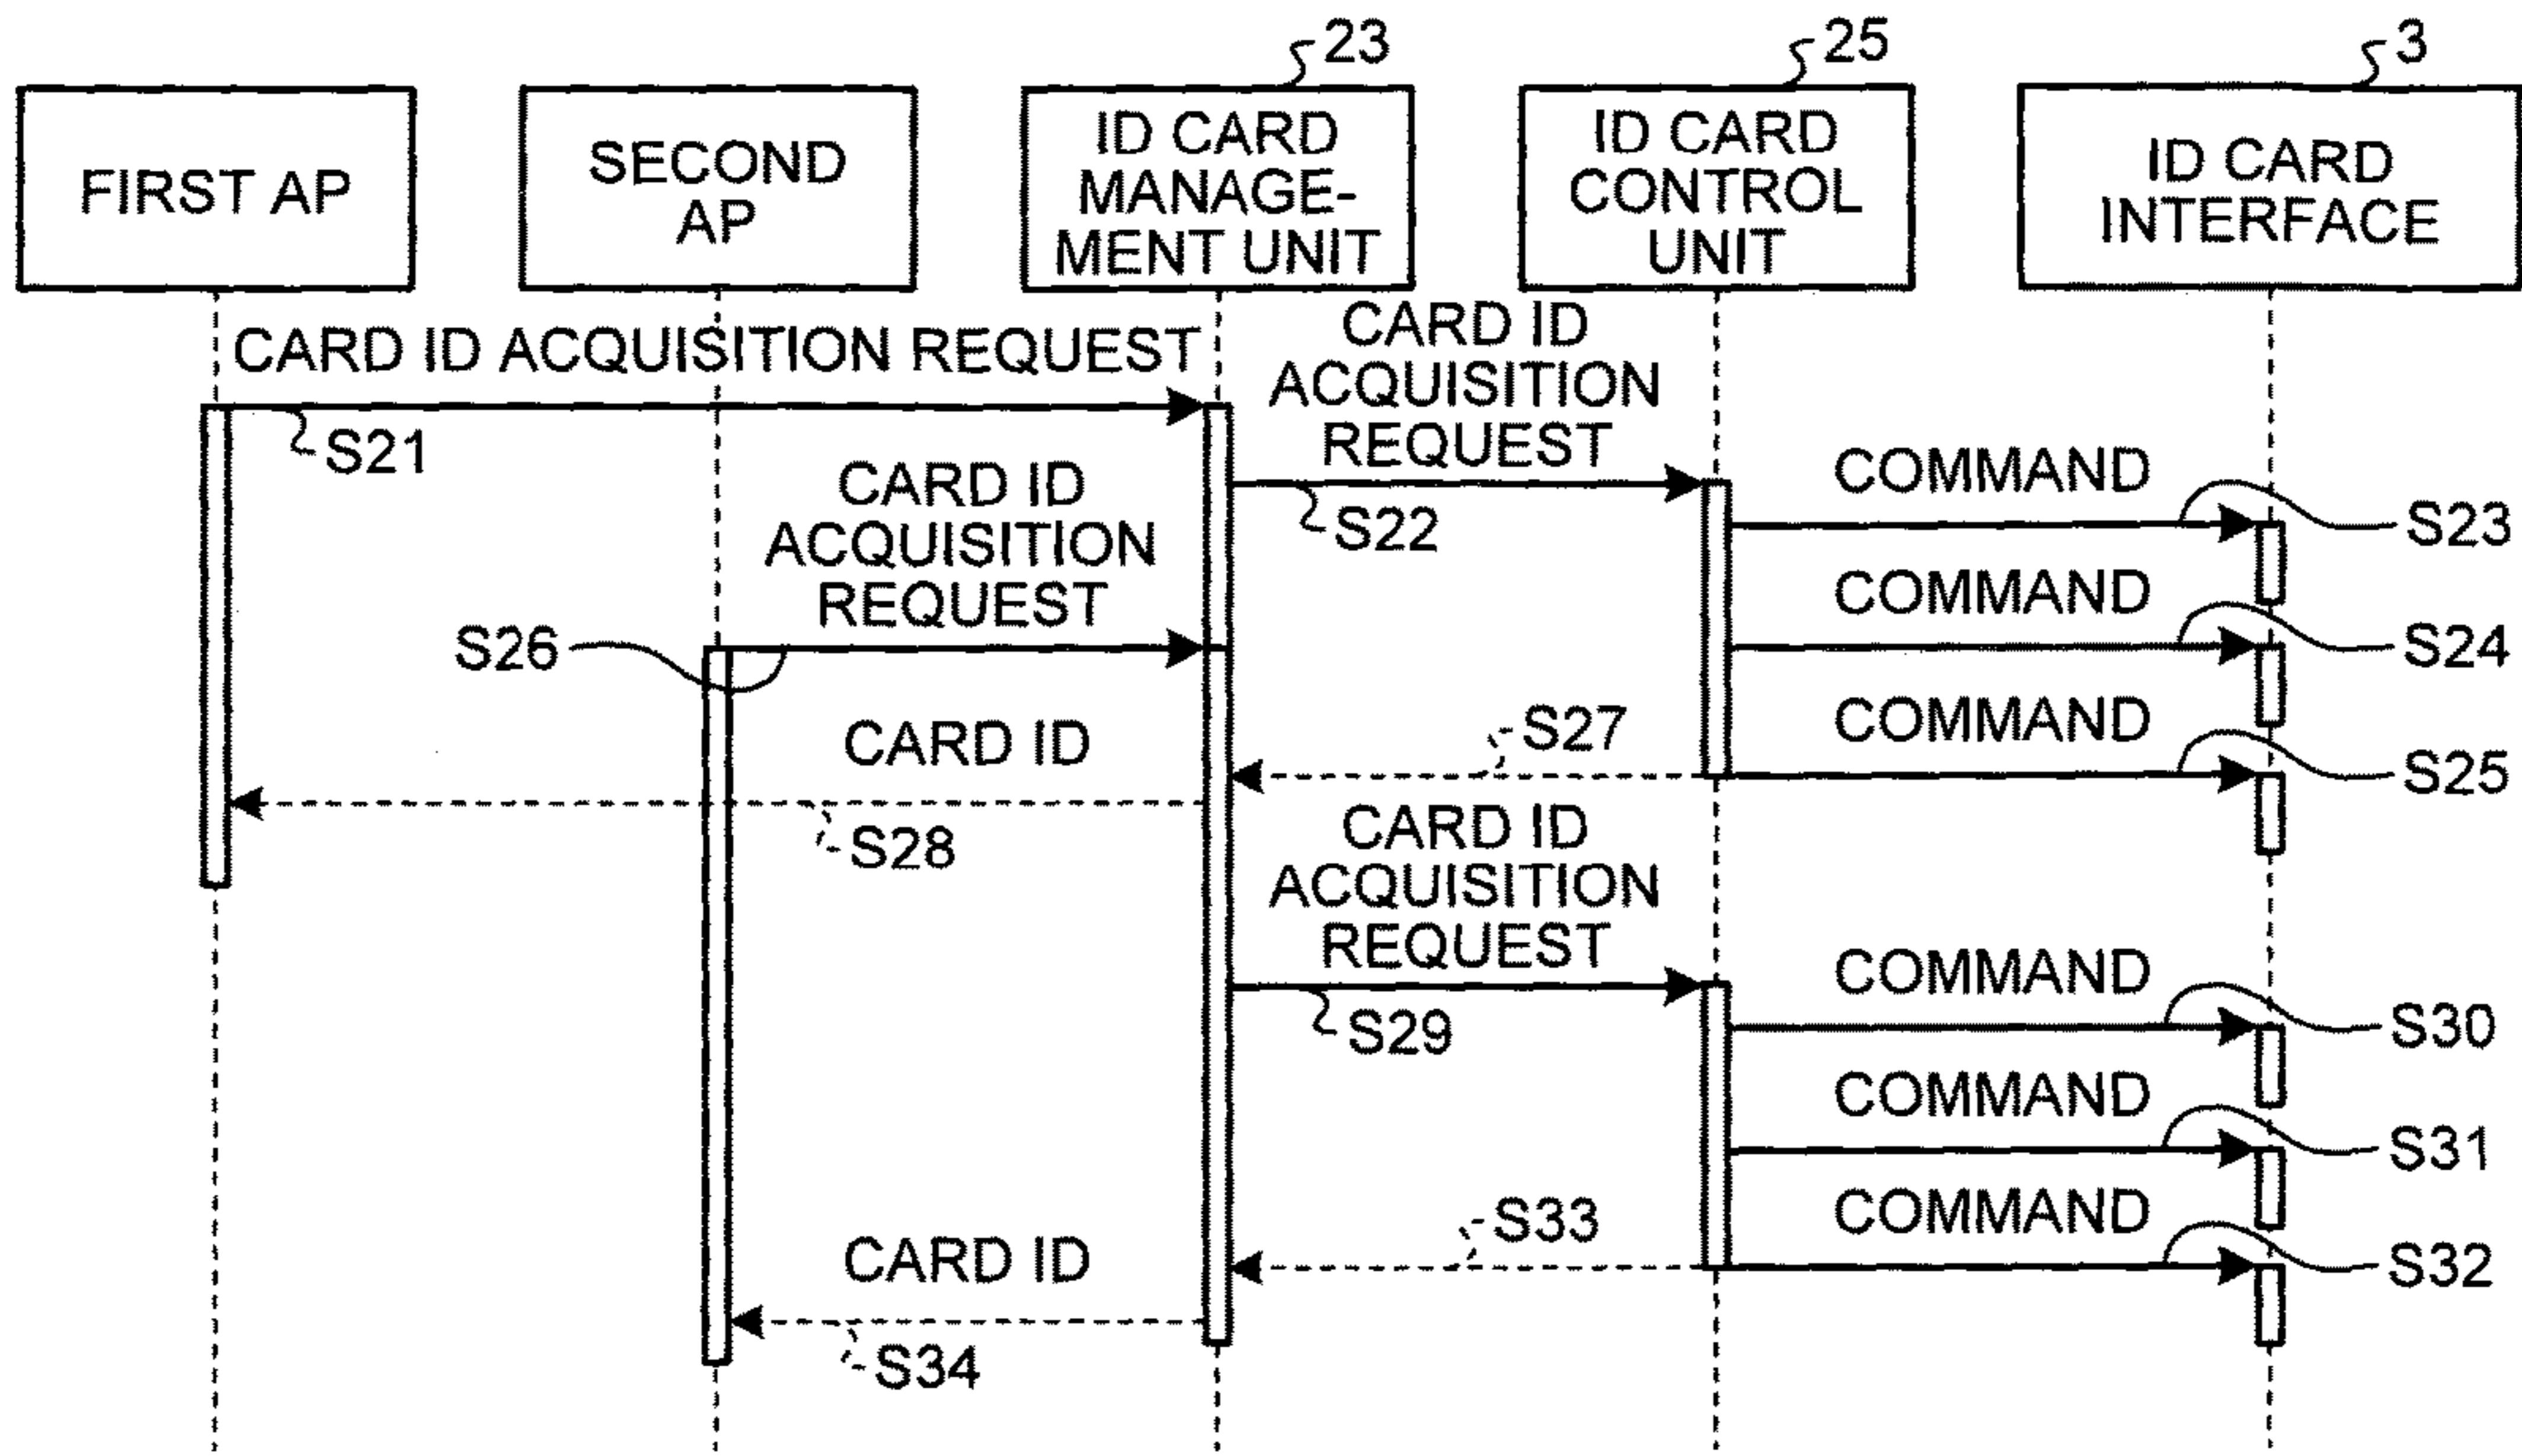 23
25
3
FIRST AP
SECOND
AP
ID CARD
MANAGE-
MENT UNIT
ID CARD
CONTROL
UNIT
ID CARD
INTERFACE
CARD ID ACQUISITION REQUEST
S21
CARD ID
ACQUISITION
REQUEST
S22
COMMAND
S23
CARD ID
ACQUISITION
REQUEST
S26
COMMAND
S24
COMMAND
S25
S27
CARD ID
S28
CARD ID
ACQUISITION
REQUEST
S29
COMMAND
S30
COMMAND
S31
COMMAND
S32
S33
CARD ID
S34